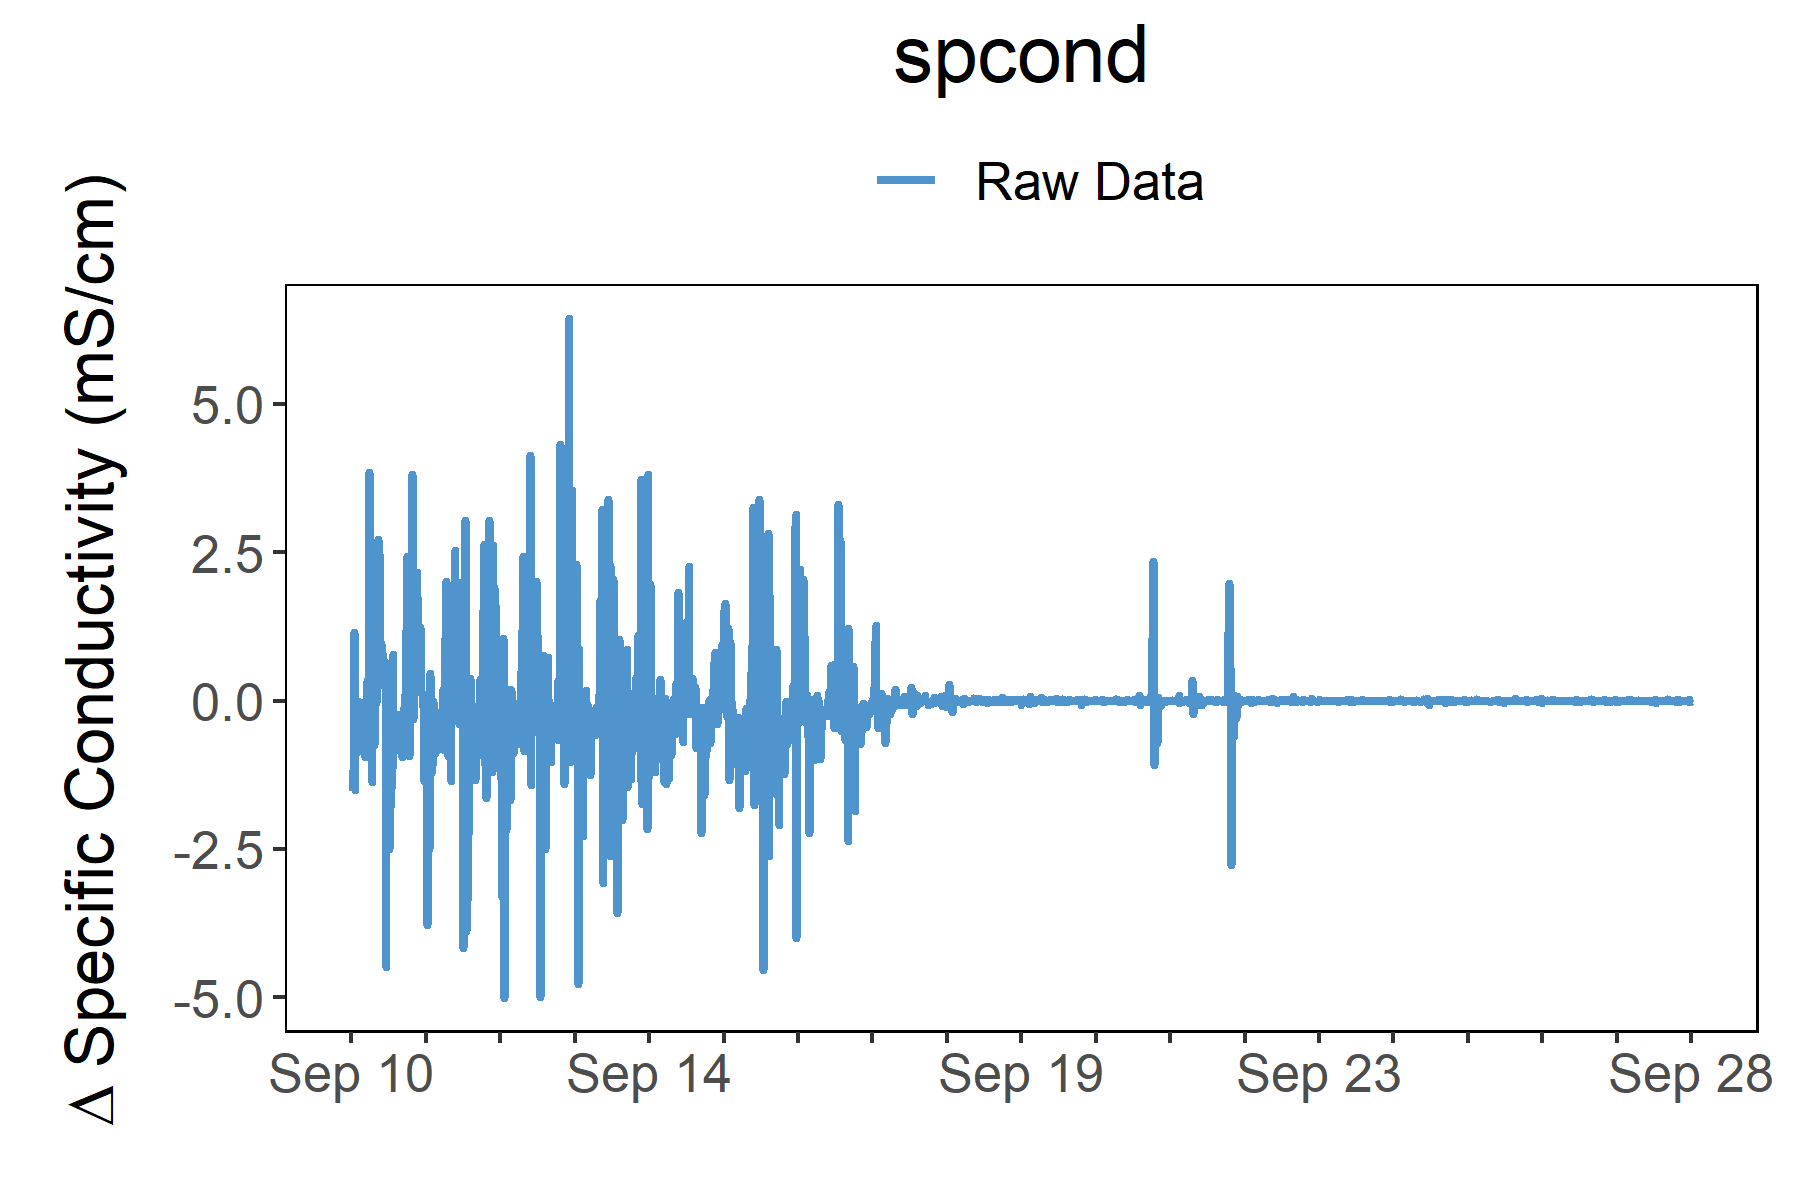 spcond
Raw Data
Δ Specific Conductivity (mS/cm)
5.0
2.5
0.0
-2.5
-5.0
Sep 10 Sep 14 Sep 19 Sep 23 Sep 28